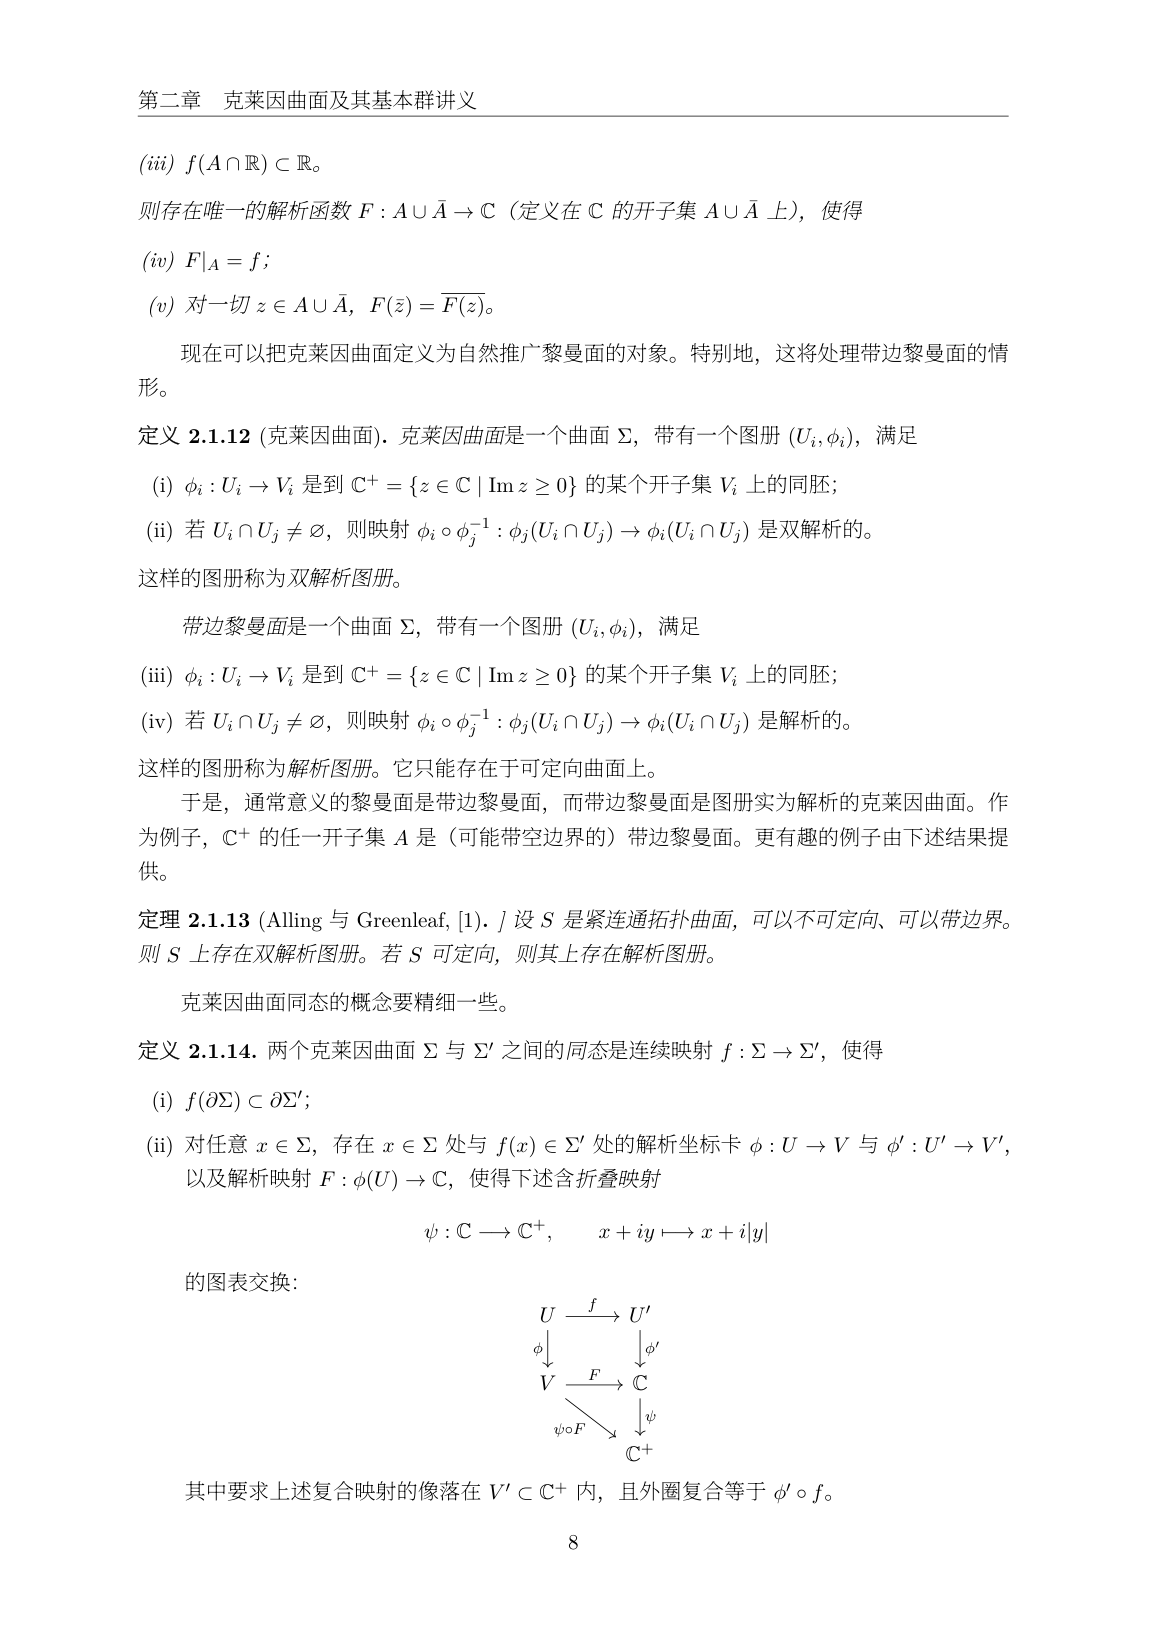 第二章 克莱因曲面及其基本群讲义
(iii) f(A ∩ ℝ) ⊂ ℝ。
则存在唯一的解析函数 F : A ∪ Ā → ℂ（定义在 ℂ 的开子集 A ∪ Ā 上），使得
(iv) F|_A = f；
(v) 对一切 z ∈ A ∪ Ā，F(z̄) = \overline{F(z)}。
现在可以把克莱因曲面定义为自然推广黎曼面的对象。特别地，这将处理带边黎曼面的情
形。
定义 2.1.12 (克莱因曲面). 克莱因曲面是一个曲面 Σ，带有一个图册 (U_i, ϕ_i)，满足
(i) ϕ_i : U_i → V_i 是到 ℂ⁺ = {z ∈ ℂ | Im z ≥ 0} 的某个开子集 V_i 上的同胚；
(ii) 若 U_i ∩ U_j ≠ ∅，则映射 ϕ_i ∘ ϕ_j^{-1} : ϕ_j(U_i ∩ U_j) → ϕ_i(U_i ∩ U_j) 是双解析的。
这样的图册称为双解析图册。
带边黎曼面是一个曲面 Σ，带有一个图册 (U_i, ϕ_i)，满足
(iii) ϕ_i : U_i → V_i 是到 ℂ⁺ = {z ∈ ℂ | Im z ≥ 0} 的某个开子集 V_i 上的同胚；
(iv) 若 U_i ∩ U_j ≠ ∅，则映射 ϕ_i ∘ ϕ_j^{-1} : ϕ_j(U_i ∩ U_j) → ϕ_i(U_i ∩ U_j) 是解析的。
这样的图册称为解析图册。它只能存在于可定向曲面上。
于是，通常意义的黎曼面是带边黎曼面，而带边黎曼面是图册实为解析的克莱因曲面。作
为例子，ℂ⁺ 的任一开子集 A 是（可能带空边界的）带边黎曼面。更有趣的例子由下述结果提
供。
定理 2.1.13 (Alling 与 Greenleaf, [1). ] 设 S 是紧连通拓扑曲面，可以不可定向、可以带边界。
则 S 上存在双解析图册。若 S 可定向，则其上存在解析图册。
克莱因曲面同态的概念要精细一些。
定义 2.1.14. 两个克莱因曲面 Σ 与 Σ′ 之间的同态是连续映射 f : Σ → Σ′，使得
(i) f(∂Σ) ⊂ ∂Σ′；
(ii) 对任意 x ∈ Σ，存在 x ∈ Σ 处与 f(x) ∈ Σ′ 处的解析坐标卡 ϕ : U → V 与 ϕ′ : U′ → V′，
以及解析映射 F : ϕ(U) → ℂ，使得下述含折叠映射
ψ : ℂ ⟶ ℂ⁺, x + iy ⟼ x + i|y|
的图表交换：
U f U′
ϕ ϕ′
V F ℂ
ψ∘F ψ
ℂ⁺
其中要求上述复合映射的像落在 V′ ⊂ ℂ⁺ 内，且外圈复合等于 ϕ′ ∘ f。
8